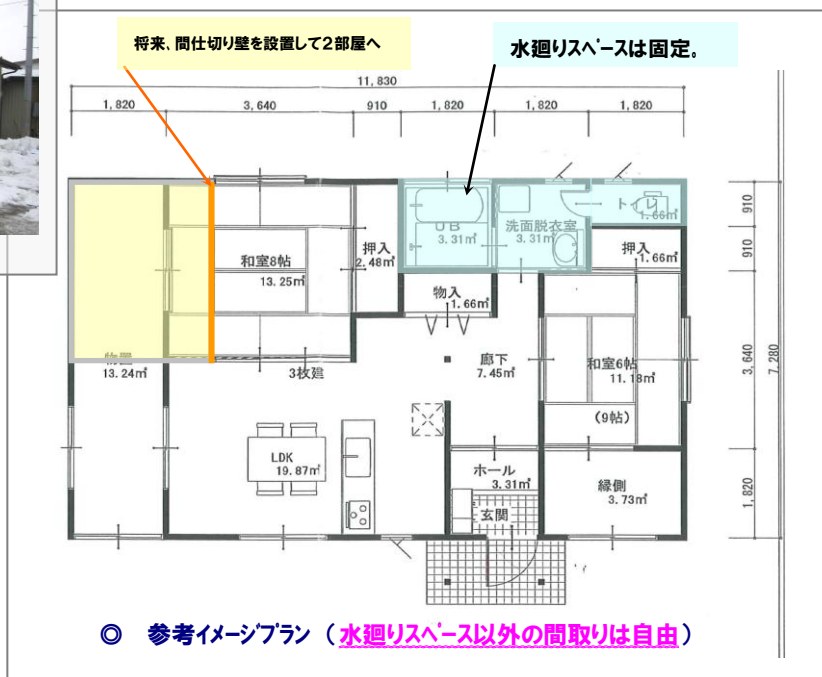 将来、間仕切り壁を設置して2部屋へ
水廻りスペースは固定。
11,830
1,820
3,640
910
1,820
1,820
1,820
UB
3.31㎡
洗面脱衣室
3.31㎡
トイレ
1.66㎡
910
910
3,640
1,820
7,280
和室8帖
13.25㎡
押入
2.48㎡
押入
1.66㎡
物入
1.66㎡
物置
13.24㎡
3枚建
廊下
7.45㎡
和室6帖
11.18㎡
(9帖)
LDK
19.87㎡
ホール
3.31㎡
玄関
縁側
3.73㎡
◎ 参考イメージプラン (水廻りスペース以外の間取りは自由)